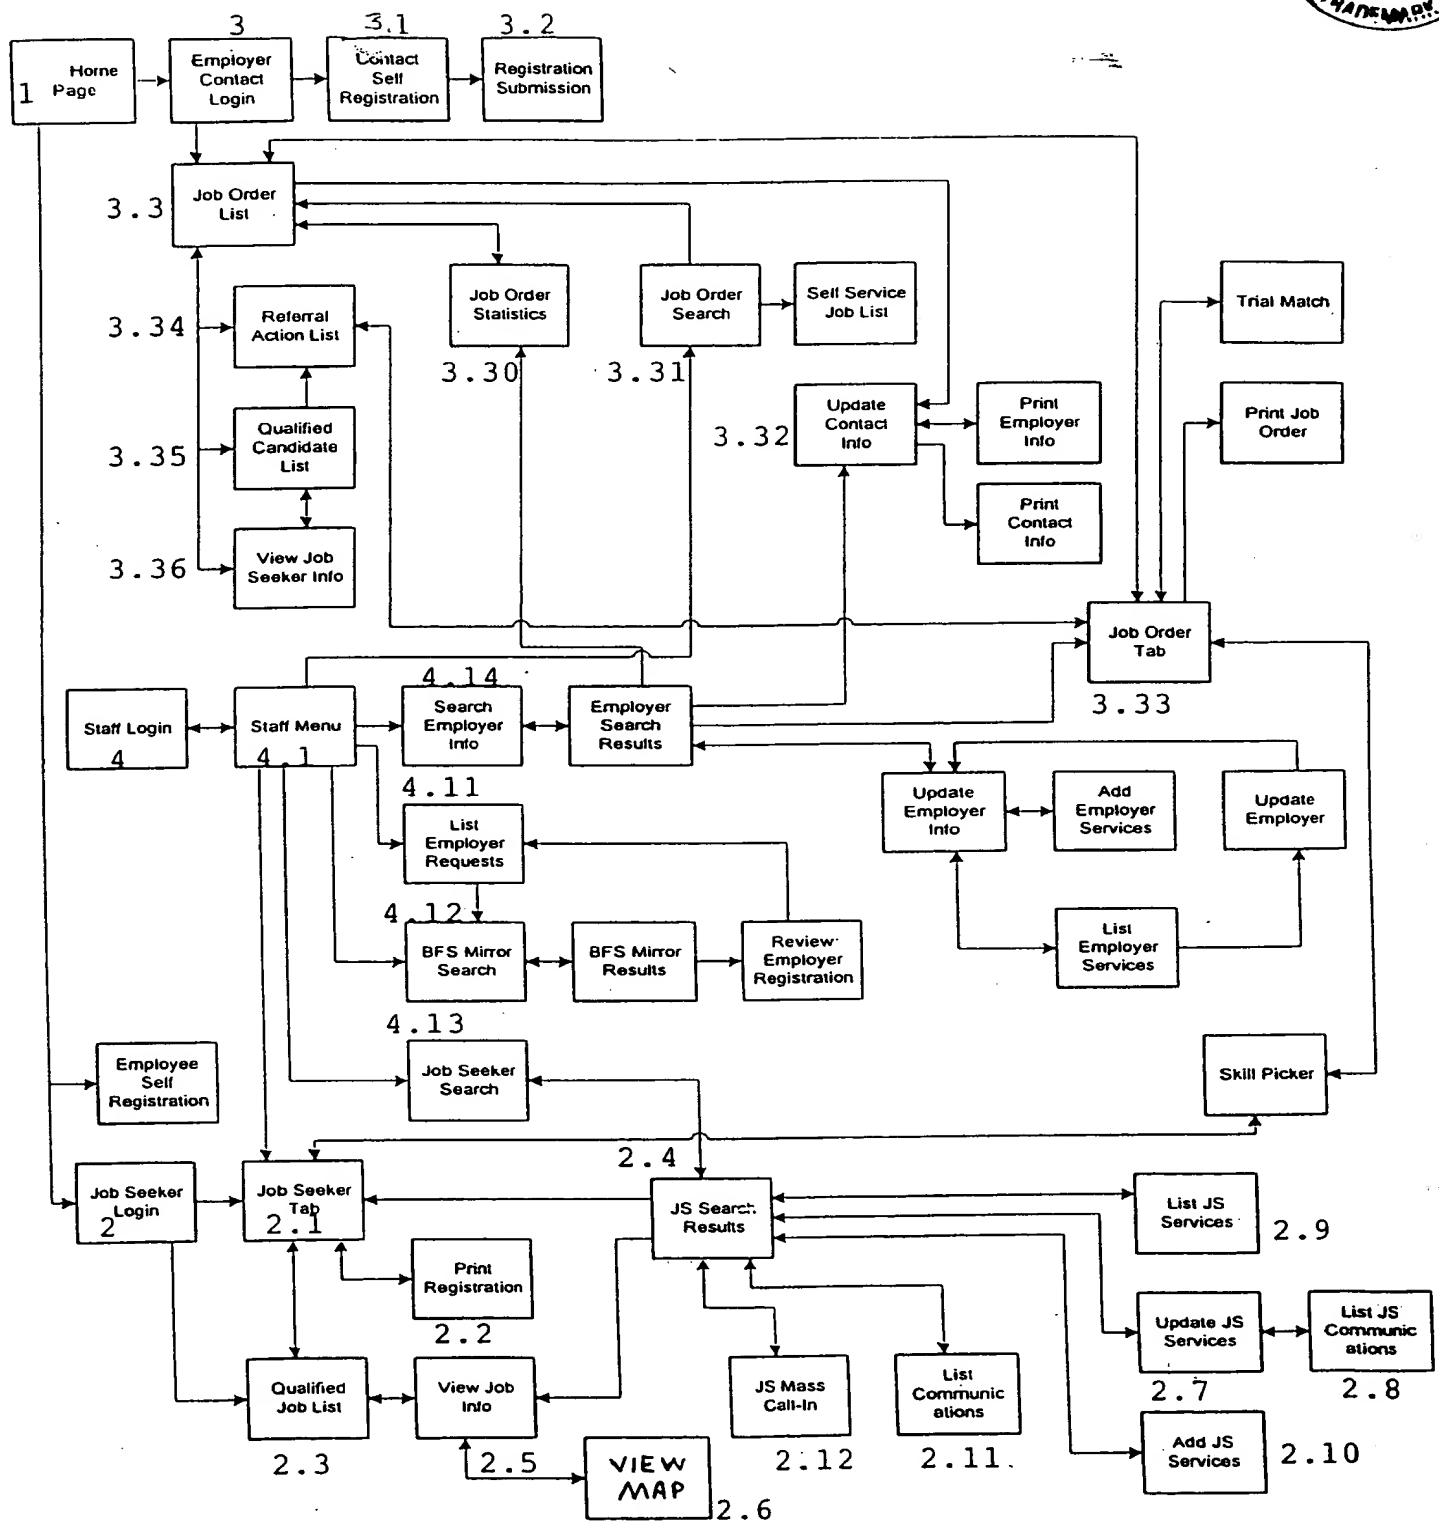 TRADEMARK
3
3.1
3.2
1
Home
Page
Employer
Contact
Login
Contact
Self
Registration
Registration
Submission
3.3
Job Order
List
3.34
Referral
Action List
Job Order
Statistics
3.30
Job Order
Search
3.31
Self Service
Job List
Trial Match
3.35
Qualified
Candidate
List
3.32
Update
Contact
Info
Print
Employer
Info
Print Job
Order
Print
Contact
Info
3.36
View Job
Seeker Info
Job Order
Tab
3.33
4.14
Staff Login
4
Staff Menu
4.1
Search
Employer
Info
Employer
Search
Results
4.11
List
Employer
Requests
Update
Employer
Info
Add
Employer
Services
Update
Employer
4.12
BFS Mirror
Search
BFS Mirror
Results
Review
Employer
Registration
List
Employer
Services
4.13
Employee
Self
Registration
Job Seeker
Search
Skill Picker
2.4
Job Seeker
Login
2
Job Seeker
Tab
2.1
JS Search
Results
List JS
Services
2.9
Print
Registration
2.2
Update JS
Services
2.7
List JS
Communic
ations
2.8
Qualified
Job List
2.3
View Job
Info
2.5
JS Mass
Call-In
2.12
List
Communic
ations
2.11
Add JS
Services
2.10
VIEW
MAP
2.6